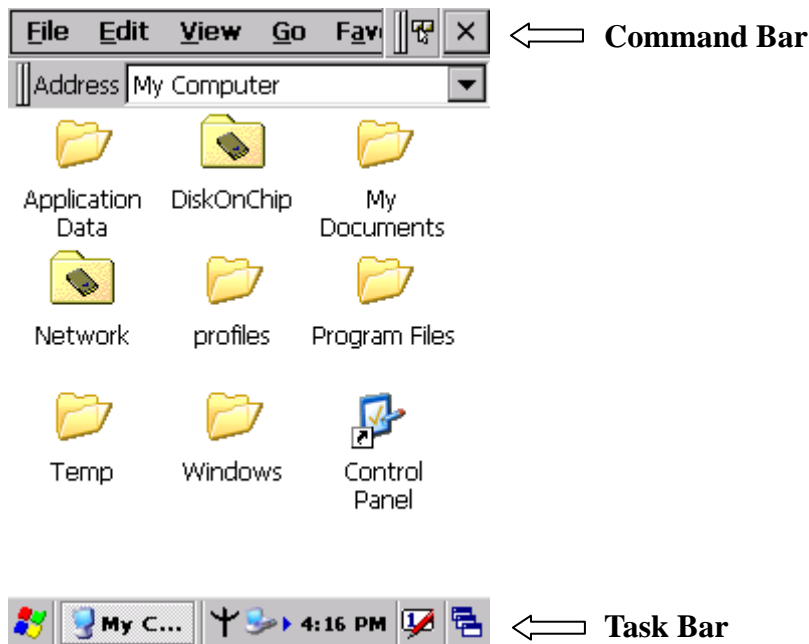 File Edit View Go Fav
Command Bar
Address My Computer
Application Data
DiskOnChip
My Documents
Network
profiles
Program Files
Temp
Windows
Control Panel
My C... 4:16 PM
Task Bar